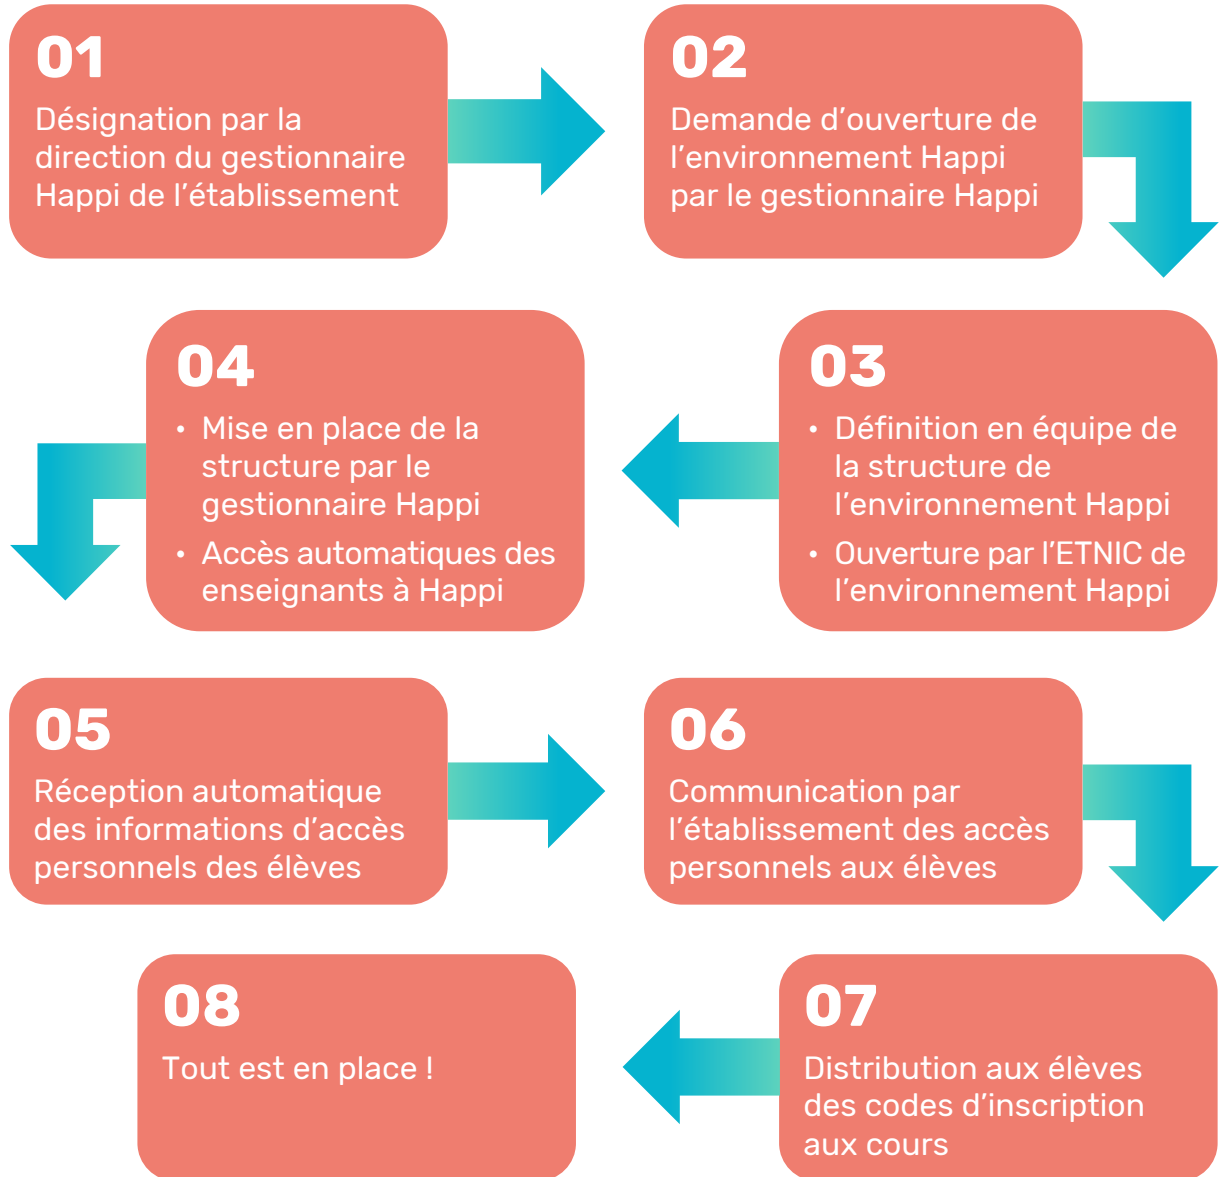 01
Désignation par la
direction du gestionnaire
Happi de l'établissement
02
Demande d'ouverture de
l'environnement Happi
par le gestionnaire Happi
03
• Définition en équipe de
la structure de
l'environnement Happi
• Ouverture par l'ETNIC de
l'environnement Happi
04
• Mise en place de la
structure par le
gestionnaire Happi
• Accès automatiques des
enseignants à Happi
05
Réception automatique
des informations d'accès
personnels des élèves
06
Communication par
l'établissement des accès
personnels aux élèves
07
Distribution aux élèves
des codes d'inscription
aux cours
08
Tout est en place !